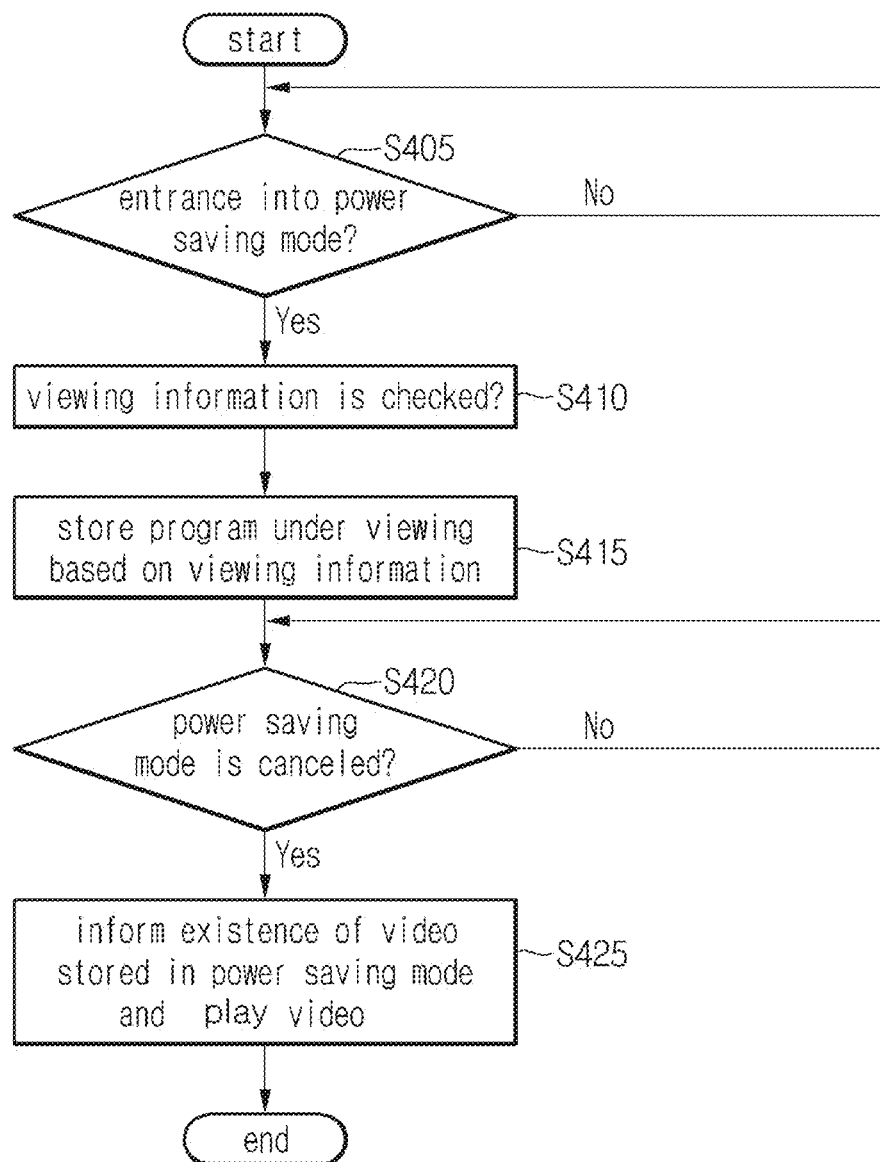 start
S405
entrance into power
saving mode?
No
Yes
viewing information is checked?
S410
store program under viewing
based on viewing information
S415
S420
power saving
mode is canceled?
No
Yes
inform existence of video
stored in power saving mode
and play video
S425
end